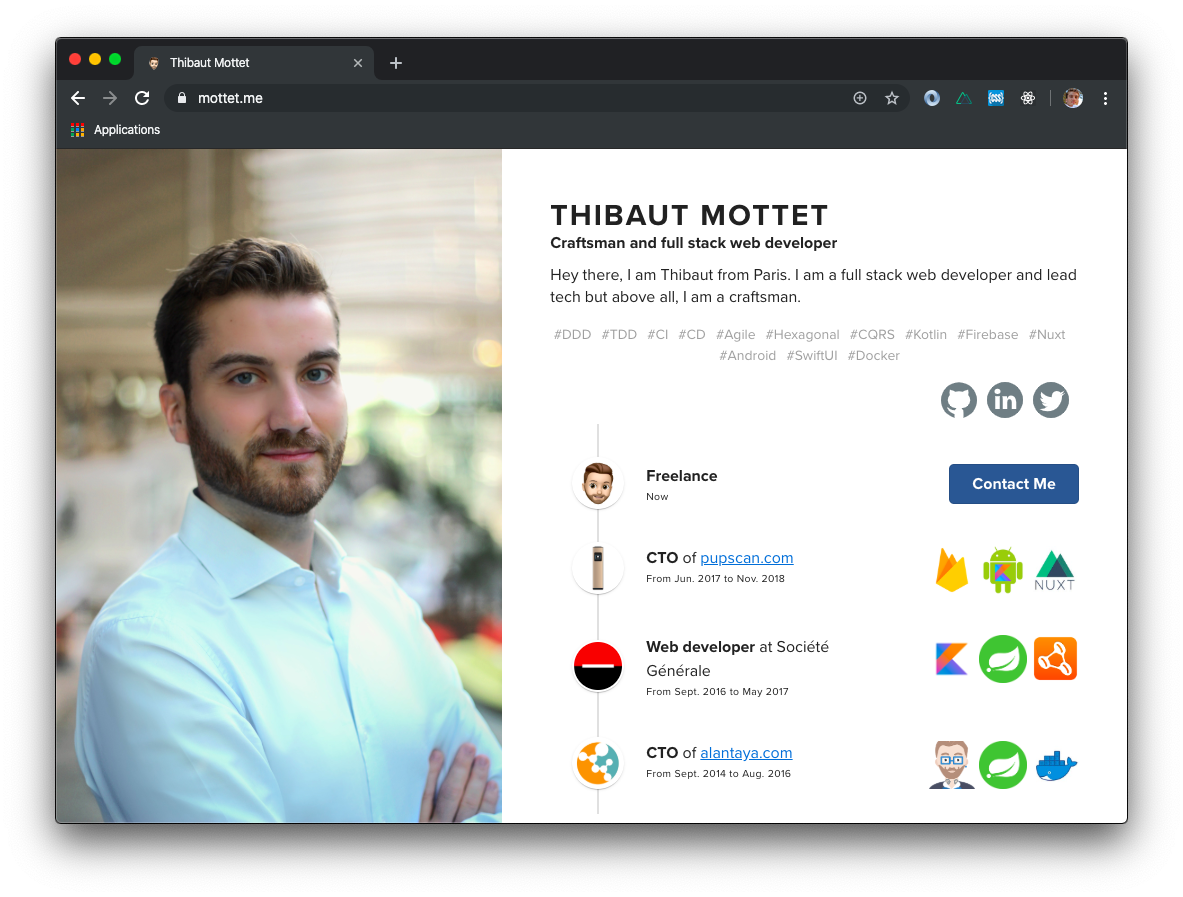 Thibaut Mottet
mottet.me
Applications
THIBAUT MOTTET
Craftsman and full stack web developer
Hey there, I am Thibaut from Paris. I am a full stack web developer and lead
tech but above all, I am a craftsman.
#DDD #TDD #CI #CD #Agile #Hexagonal #CQRS #Kotlin #Firebase #Nuxt
#Android #SwiftUI #Docker
in
Freelance
Now
Contact Me
CTO of pupscan.com
From Jun. 2017 to Nov. 2018
NUXT
Web developer at Société
Générale
From Sept. 2016 to May 2017
CTO of alantaya.com
From Sept. 2014 to Aug. 2016